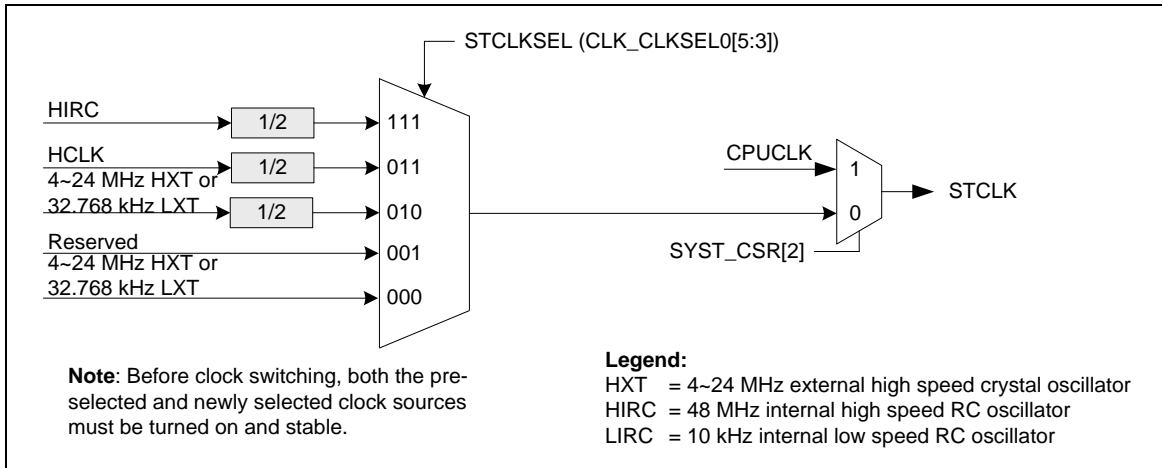 STCLKSEL (CLK_CLKSEL0[5:3])
HIRC
1/2
111
HCLK
1/2
011
4~24 MHz HXT or
32.768 kHz LXT
1/2
010
Reserved
001
4~24 MHz HXT or
32.768 kHz LXT
000
CPUCLK
1
STCLK
0
SYST_CSR[2]
Note: Before clock switching, both the pre-
selected and newly selected clock sources
must be turned on and stable.
Legend:
HXT = 4~24 MHz external high speed crystal oscillator
HIRC = 48 MHz internal high speed RC oscillator
LIRC = 10 kHz internal low speed RC oscillator